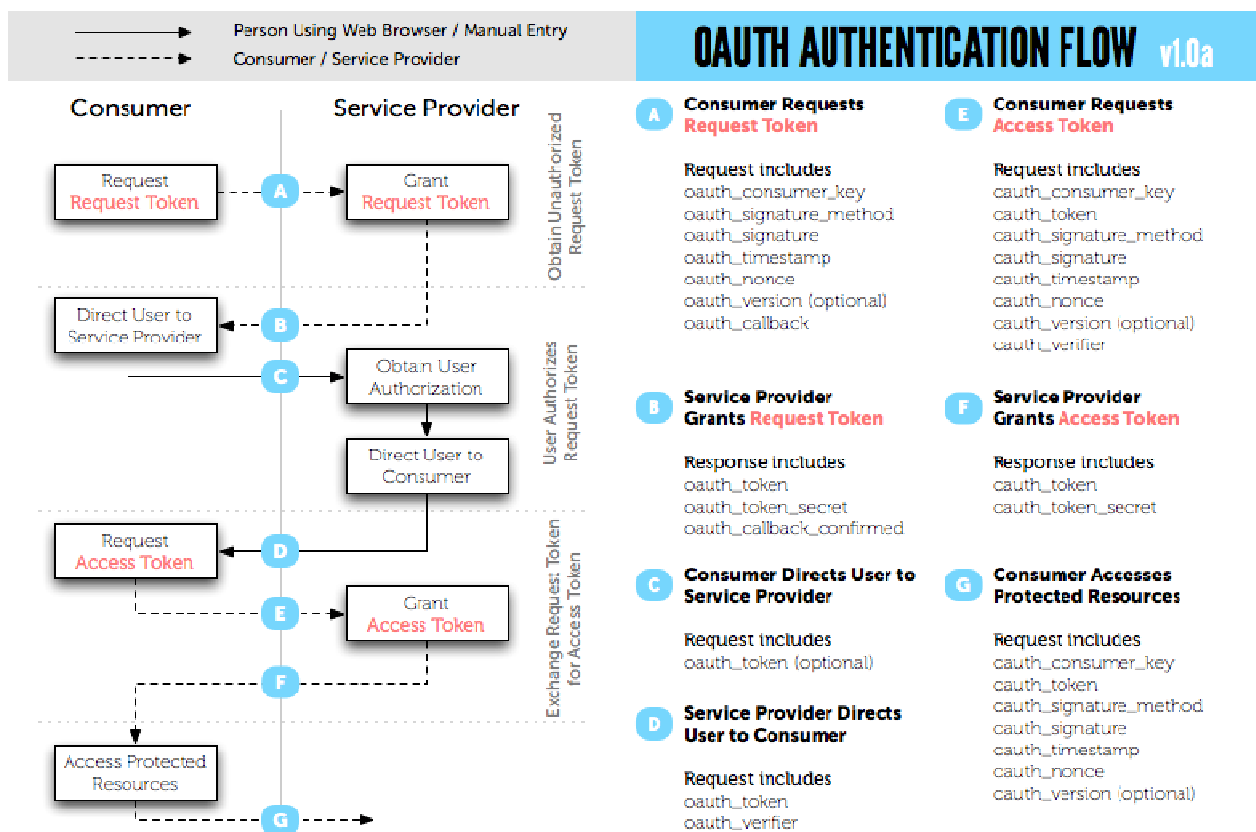 Person Using Web Browser / Manual Entry
Consumer / Service Provider
OAUTH AUTHENTICATION FLOW v1.0a
Consumer
Service Provider
Request
Request Token
A
Grant
Request Token
Obtain Unauthorized
Request Token
Direct User to
Service Provider
B
C
Obtain User
Authorization
Direct User to
Consumer
User Authorizes
Request Token
Request
Access Token
D
E
Grant
Access Token
F
Exchange Request Token
for Access Token
Access Protected
Resources
G
A
Consumer Requests
Request Token
Request includes
oauth_consumer_key
oauth_signature_method
oauth_signature
oauth_timestamp
oauth_nonce
oauth_version (optional)
oauth_callback
B
Service Provider
Grants Request Token
Response includes
oauth_token
oauth_token_secret
oauth_callback_confirmed
C
Consumer Directs User to
Service Provider
Request includes
oauth_token (optional)
D
Service Provider Directs
User to Consumer
Request includes
oauth_token
oauth_verifier
E
Consumer Requests
Access Token
Request includes
oauth_consumer_key
oauth_token
oauth_signature_method
oauth_signature
oauth_timestamp
oauth_nonce
oauth_version (optional)
oauth_verifier
F
Service Provider
Grants Access Token
Response includes
oauth_token
oauth_token_secret
G
Consumer Accesses
Protected Resources
Request includes
oauth_consumer_key
oauth_token
oauth_signature_method
oauth_signature
oauth_timestamp
oauth_nonce
oauth_version (optional)